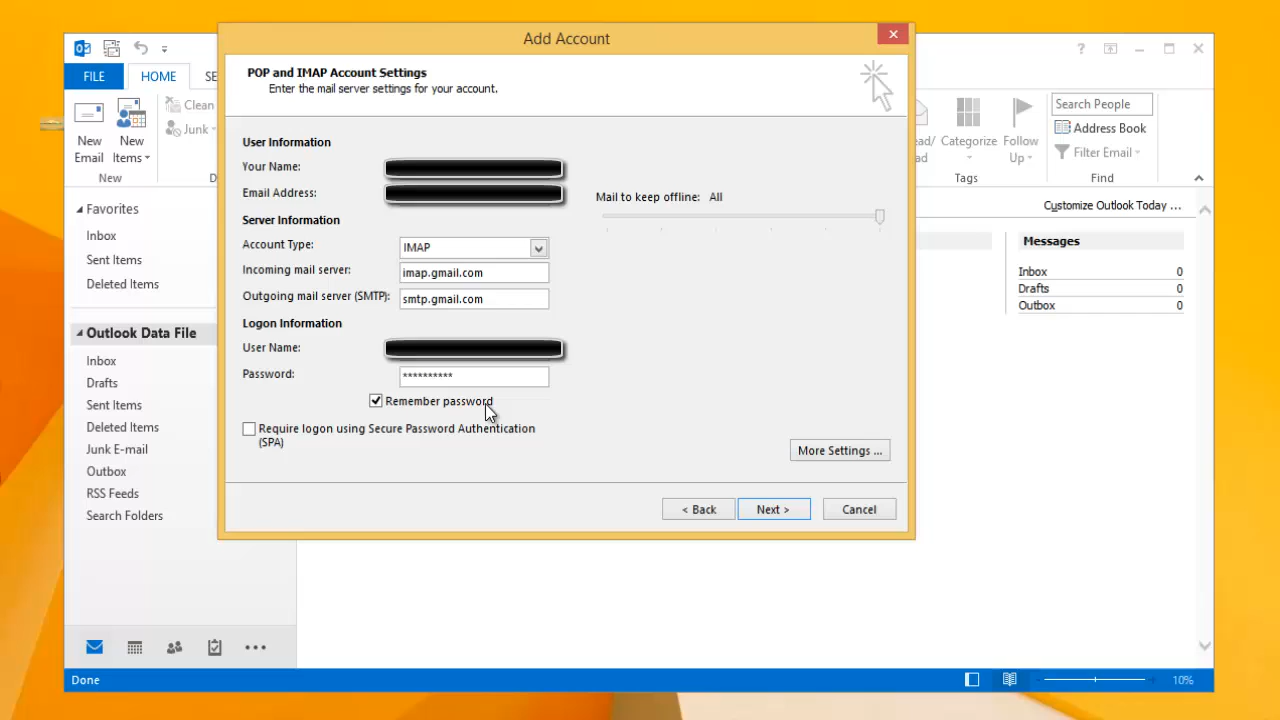 Add Account
POP and IMAP Account Settings
Enter the mail server settings for your account.
User Information
Your Name:
Email Address:
Mail to keep offline: All
Server Information
Account Type: IMAP
Incoming mail server: imap.gmail.com
Outgoing mail server (SMTP): smtp.gmail.com
Logon Information
User Name:
Password: **********
Remember password
Require logon using Secure Password Authentication
(SPA)
More Settings ...
< Back Next > Cancel
FILE HOME SE
New
Email
New
Items
Clean
Junk
New
D
ad/
ad
Categorize
Follow
Up
Tags
Search People
Address Book
Filter Email
Find
Favorites
Inbox
Sent Items
Deleted Items
Outlook Data File
Inbox
Drafts
Sent Items
Deleted Items
Junk E-mail
Outbox
RSS Feeds
Search Folders
Customize Outlook Today ...
Messages
Inbox 0
Drafts 0
Outbox 0
Done
10%